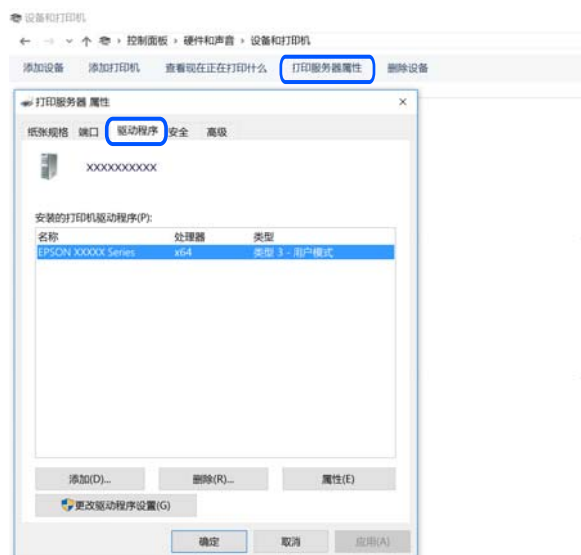 设备和打印机
控制面板 › 硬件和声音 › 设备和打印机
添加设备 添加打印机 查看现在正在打印什么 打印服务器属性 删除设备
打印服务器 属性
纸张规格 端口 驱动程序 安全 高级
XXXXXXXXXX
安装的打印机驱动程序(P):
名称 处理器 类型
EPSON XXXXX Series x64 类型 3 - 用户模式
添加(D)... 删除(R)... 属性(E)
更改驱动程序设置(G)
确定 取消 应用(A)